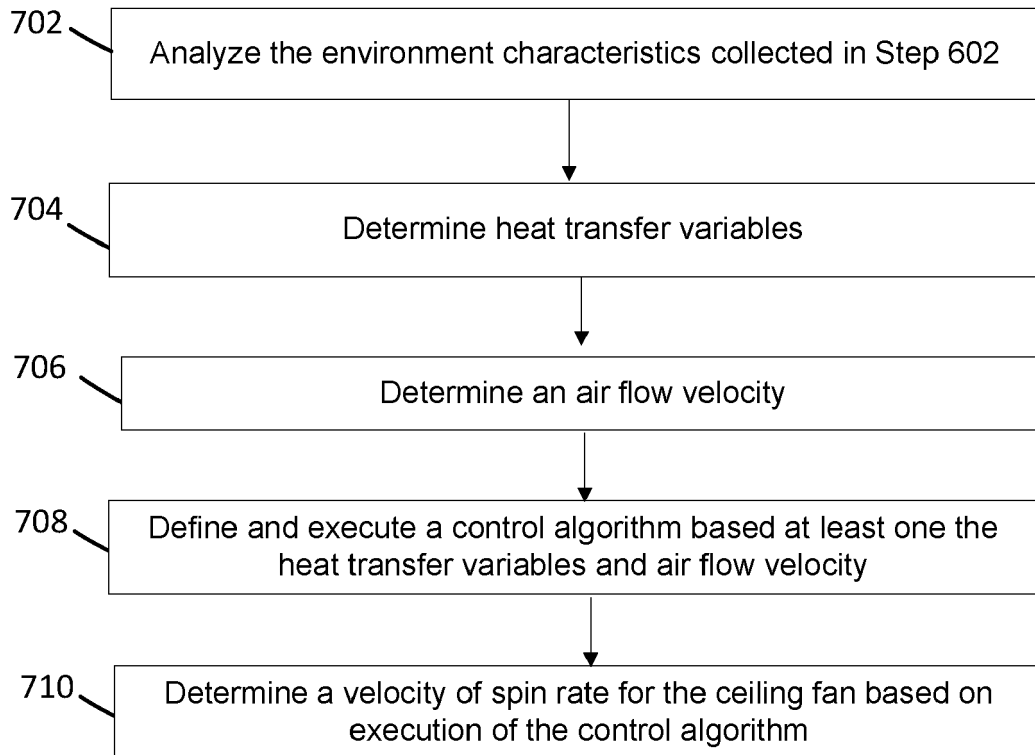 702
Analyze the environment characteristics collected in Step 602
704
Determine heat transfer variables
706
Determine an air flow velocity
708
Define and execute a control algorithm based at least one the
heat transfer variables and air flow velocity
710
Determine a velocity of spin rate for the ceiling fan based on
execution of the control algorithm